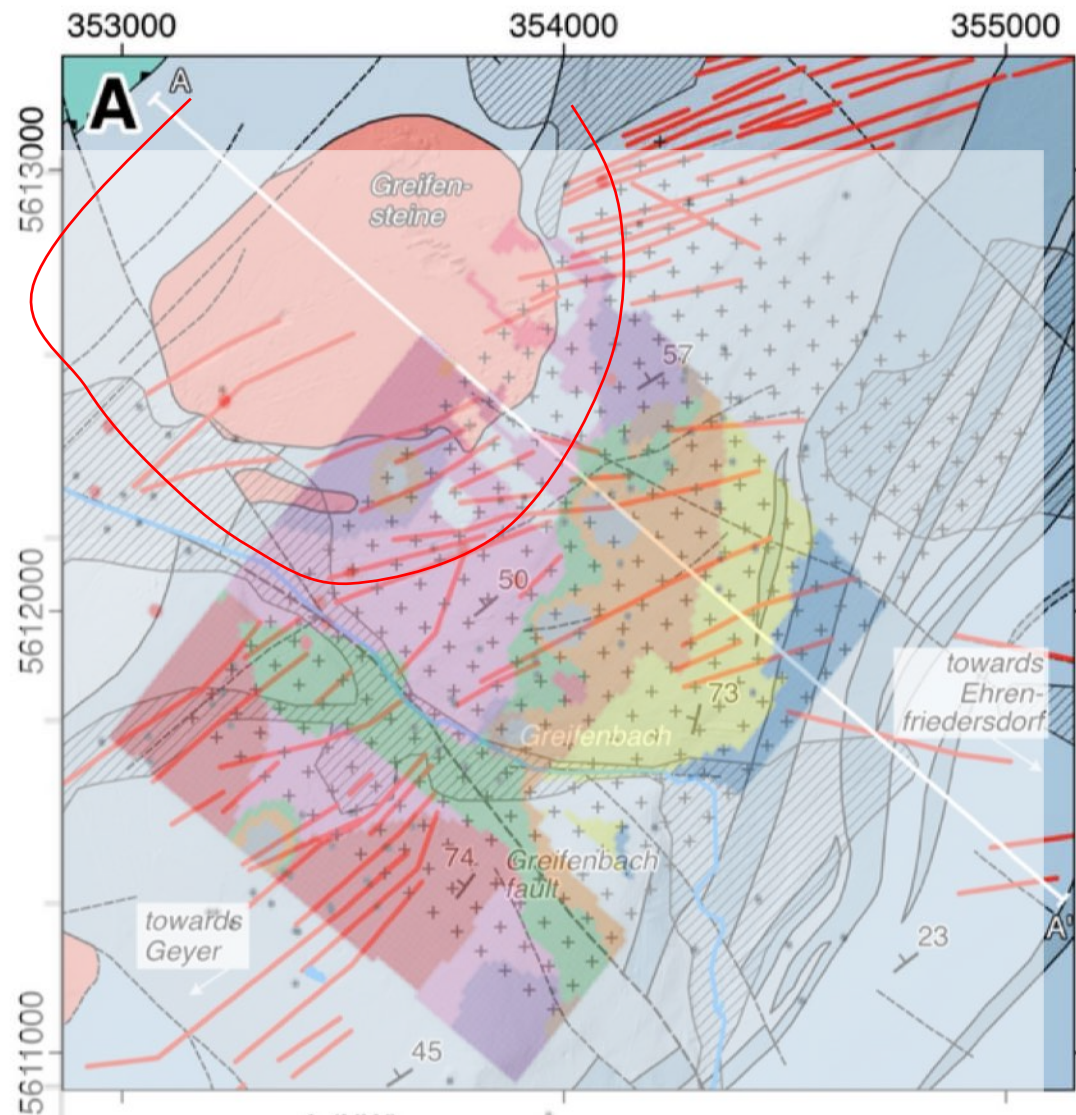 353000
354000
355000
A
A
5613000
Greifen-
steine
57
50
5612000
towards
Ehren-
friedersdorf
73
Greifenbach
74
Greifenbach
fault
towards
Geyer
A'
23
5611000
45